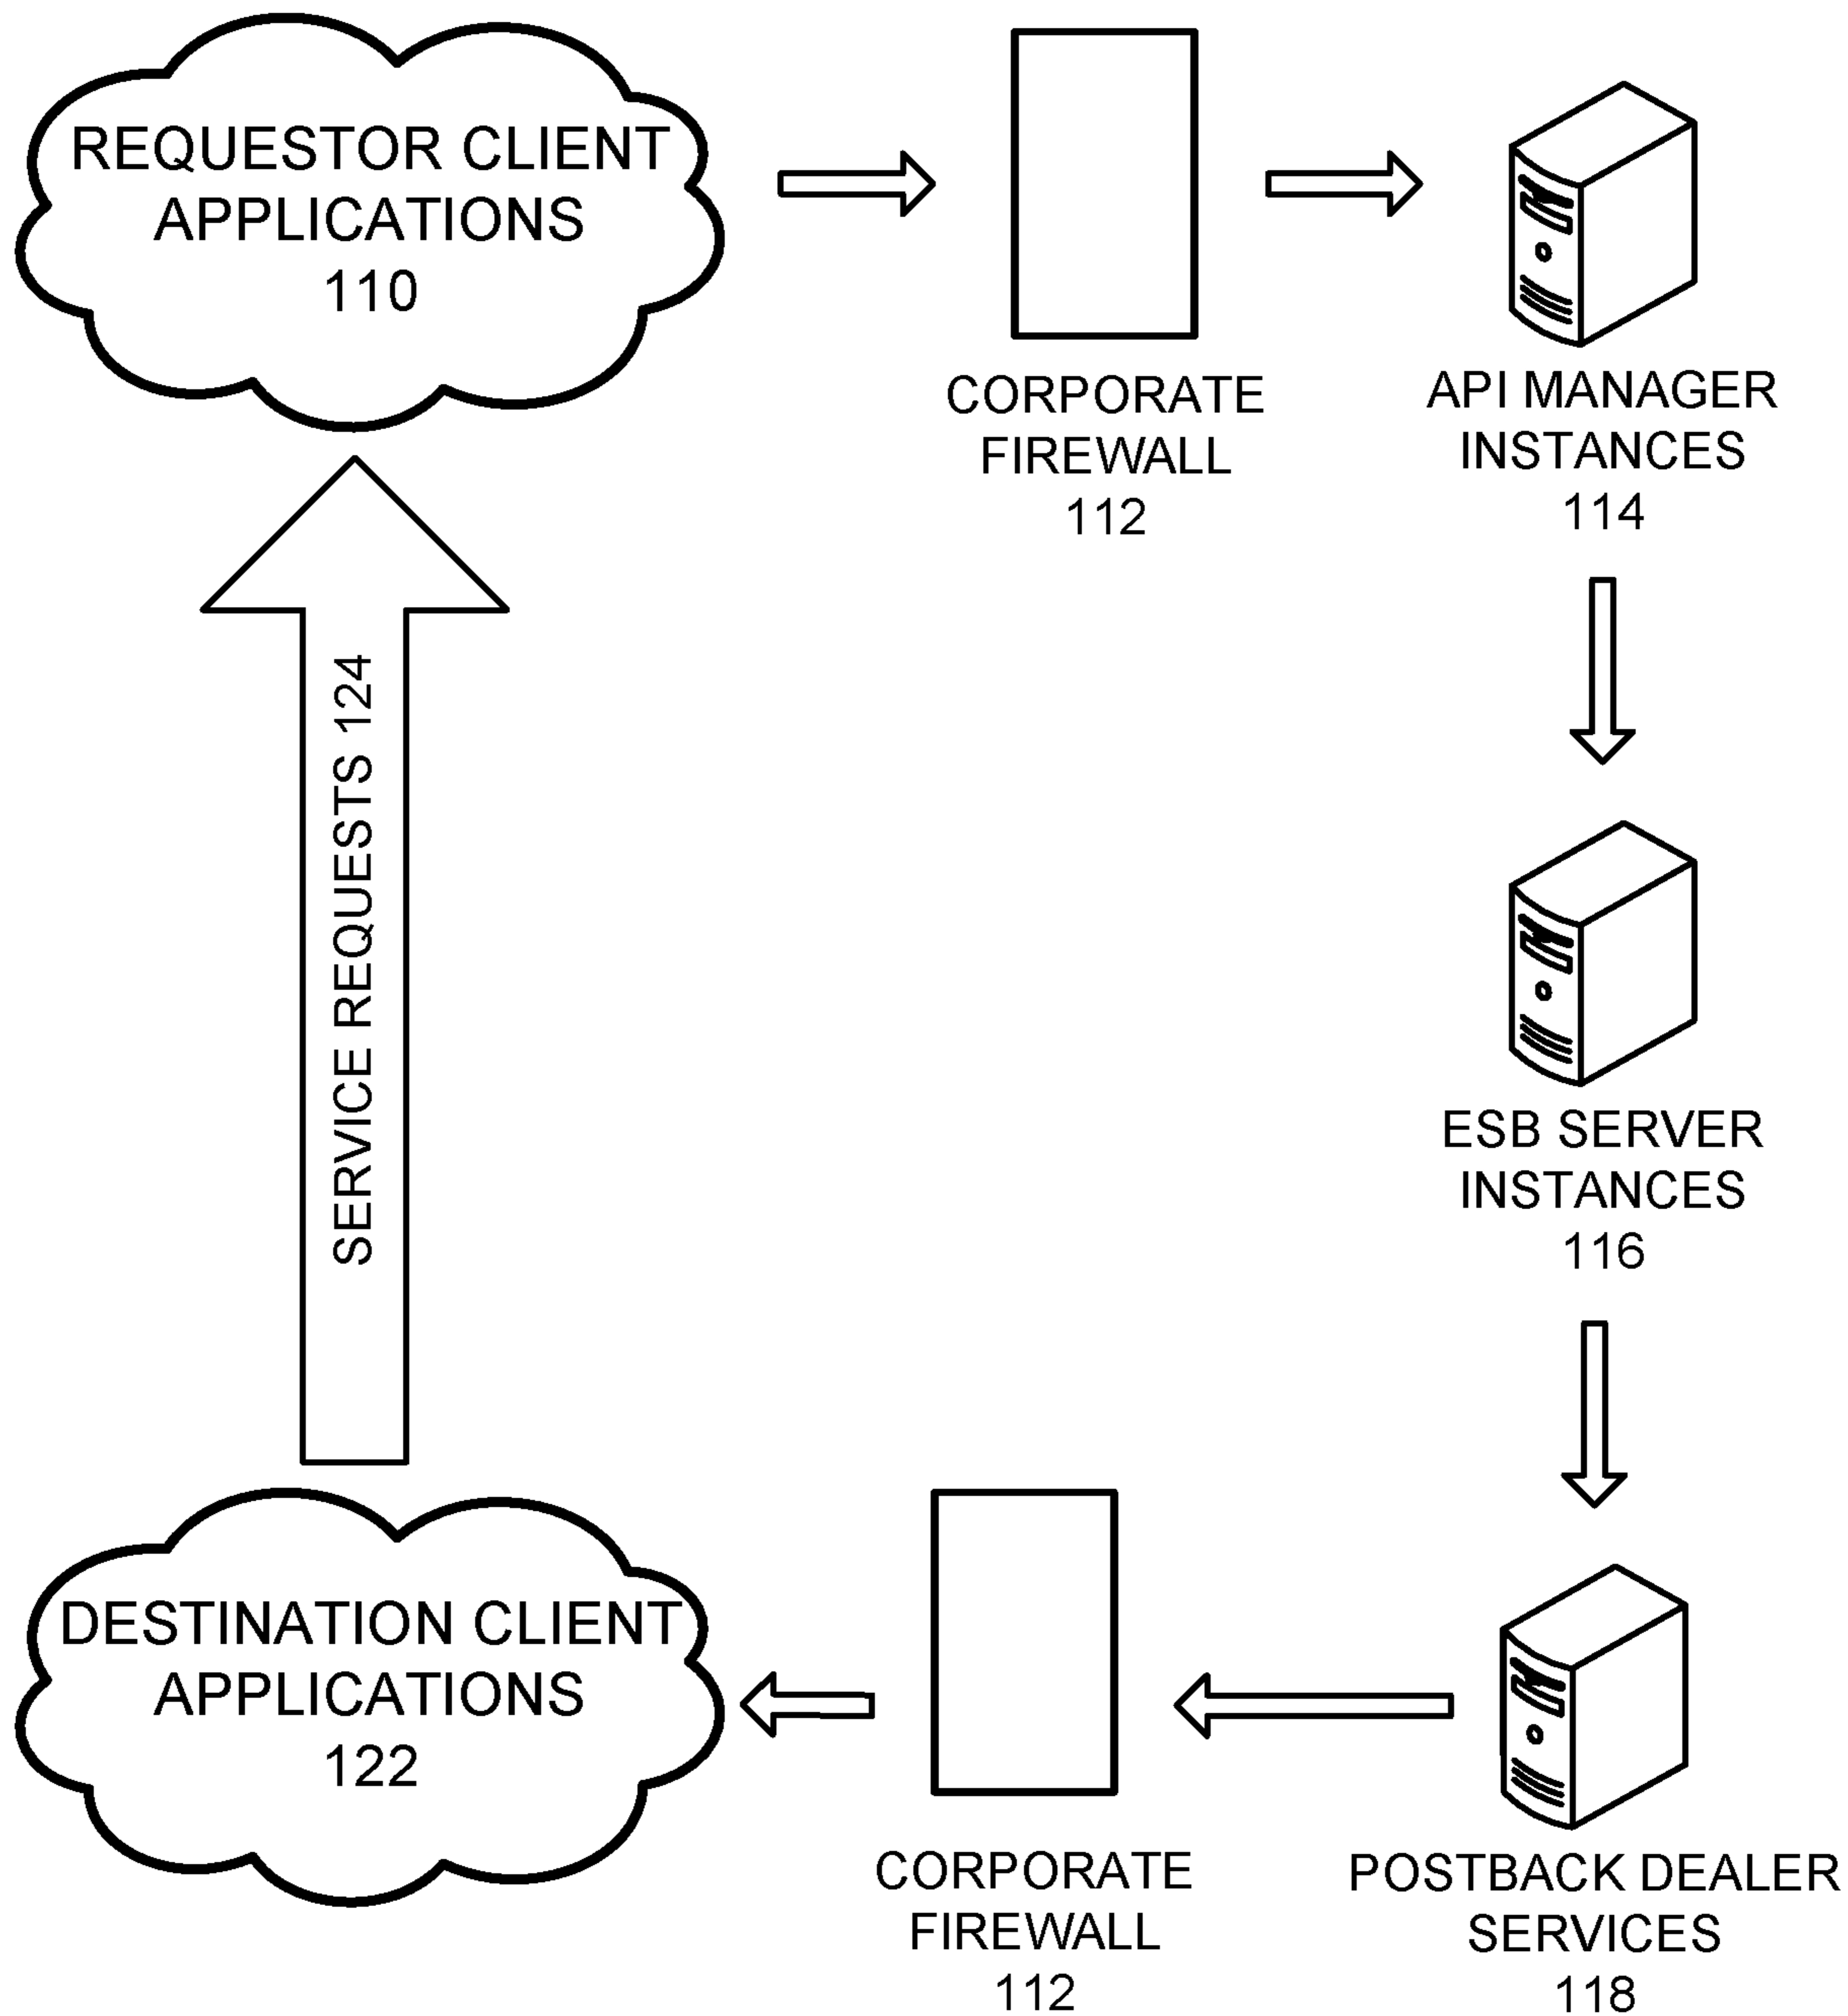 REQUESTOR CLIENT
APPLICATIONS
110
CORPORATE
FIREWALL
112
API MANAGER
INSTANCES
114
SERVICE REQUESTS 124
ESB SERVER
INSTANCES
116
DESTINATION CLIENT
APPLICATIONS
122
CORPORATE
FIREWALL
112
POSTBACK DEALER
SERVICES
118